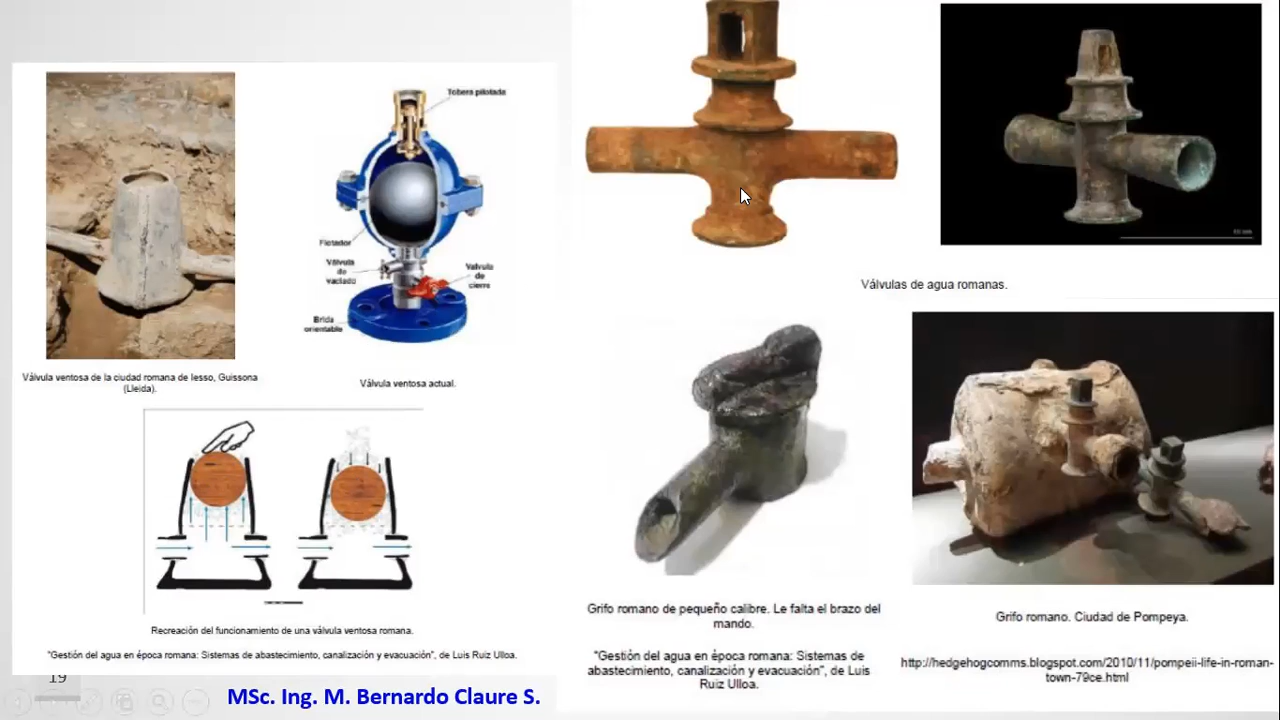 Tobera pilotada
Flotador
Válvula
de
vaciado
Valvula
de
cierre
Brida
orientable
Válvula ventosa de la ciudad romana de Iesso, Guissona
(Lleida).
Válvula ventosa actual.
Recreación del funcionamiento de una válvula ventosa romana.
"Gestión del agua en época romana: Sistemas de abastecimiento, canalización y evacuación", de Luis Ruiz Ulloa.
19
MSc. Ing. M. Bernardo Claure S.
Válvulas de agua romanas.
Grifo romano de pequeño calibre. Le falta el brazo del
mando.
"Gestión del agua en época romana: Sistemas de
abastecimiento, canalización y evacuación", de Luis
Ruiz Ulloa.
Grifo romano. Ciudad de Pompeya.
http://hedgehogcomms.blogspot.com/2010/11/pompeii-life-in-roman-
town-79ce.html